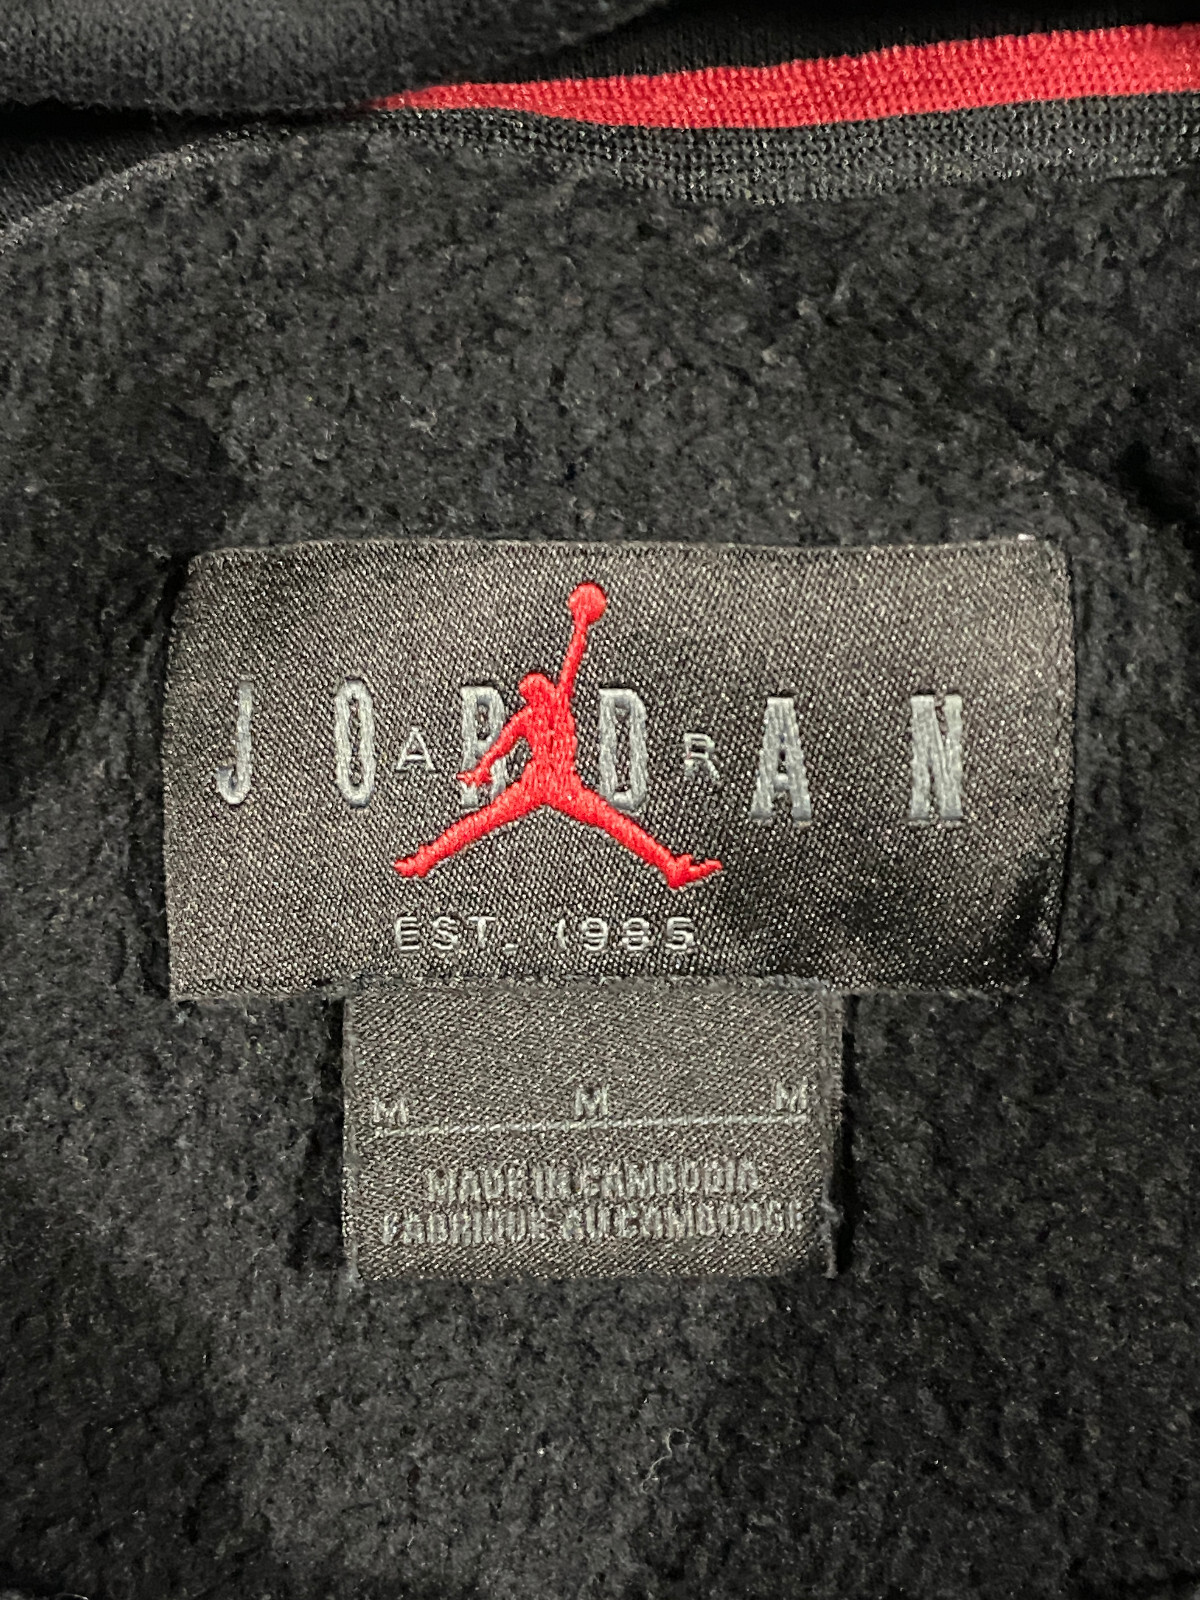 JORDAN
AIR
EST. 1985
M M M
MADE IN CAMBODIA
FABRIQUE AU CAMBODGE